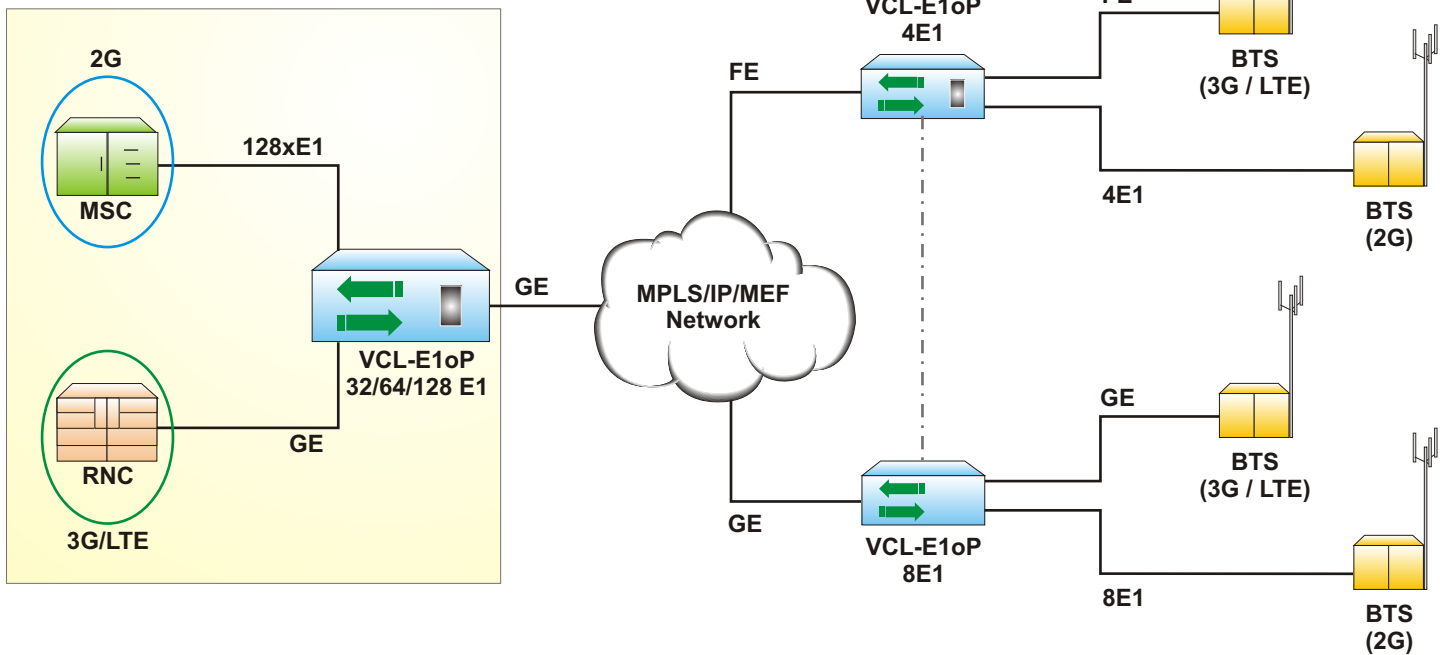 2G
MSC
128xE1
VCL-E1oP
32/64/128 E1
GE
RNC
3G/LTE
GE
MPLS/IP/MEF
Network
FE
VCL-E1oP
4E1
BTS
(3G / LTE)
4E1
BTS
(2G)
GE
VCL-E1oP
8E1
GE
BTS
(3G / LTE)
8E1
BTS
(2G)